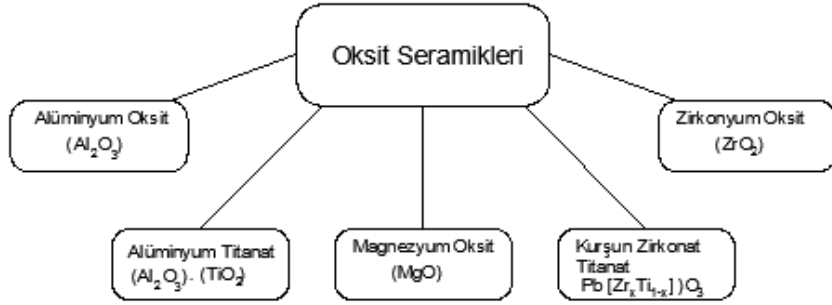 Oksit Seramikleri
Alüminyum Oksit
(Al₂O₃)
Zirkonyum Oksit
(ZrO₂)
Alüminyum Titanat
(Al₂O₃). (TiO₂)
Magnezyum Oksit
(MgO)
Kurşun Zirkonat
Titanat
Pb [ZrₓTi₁₋ₓ] )O₃